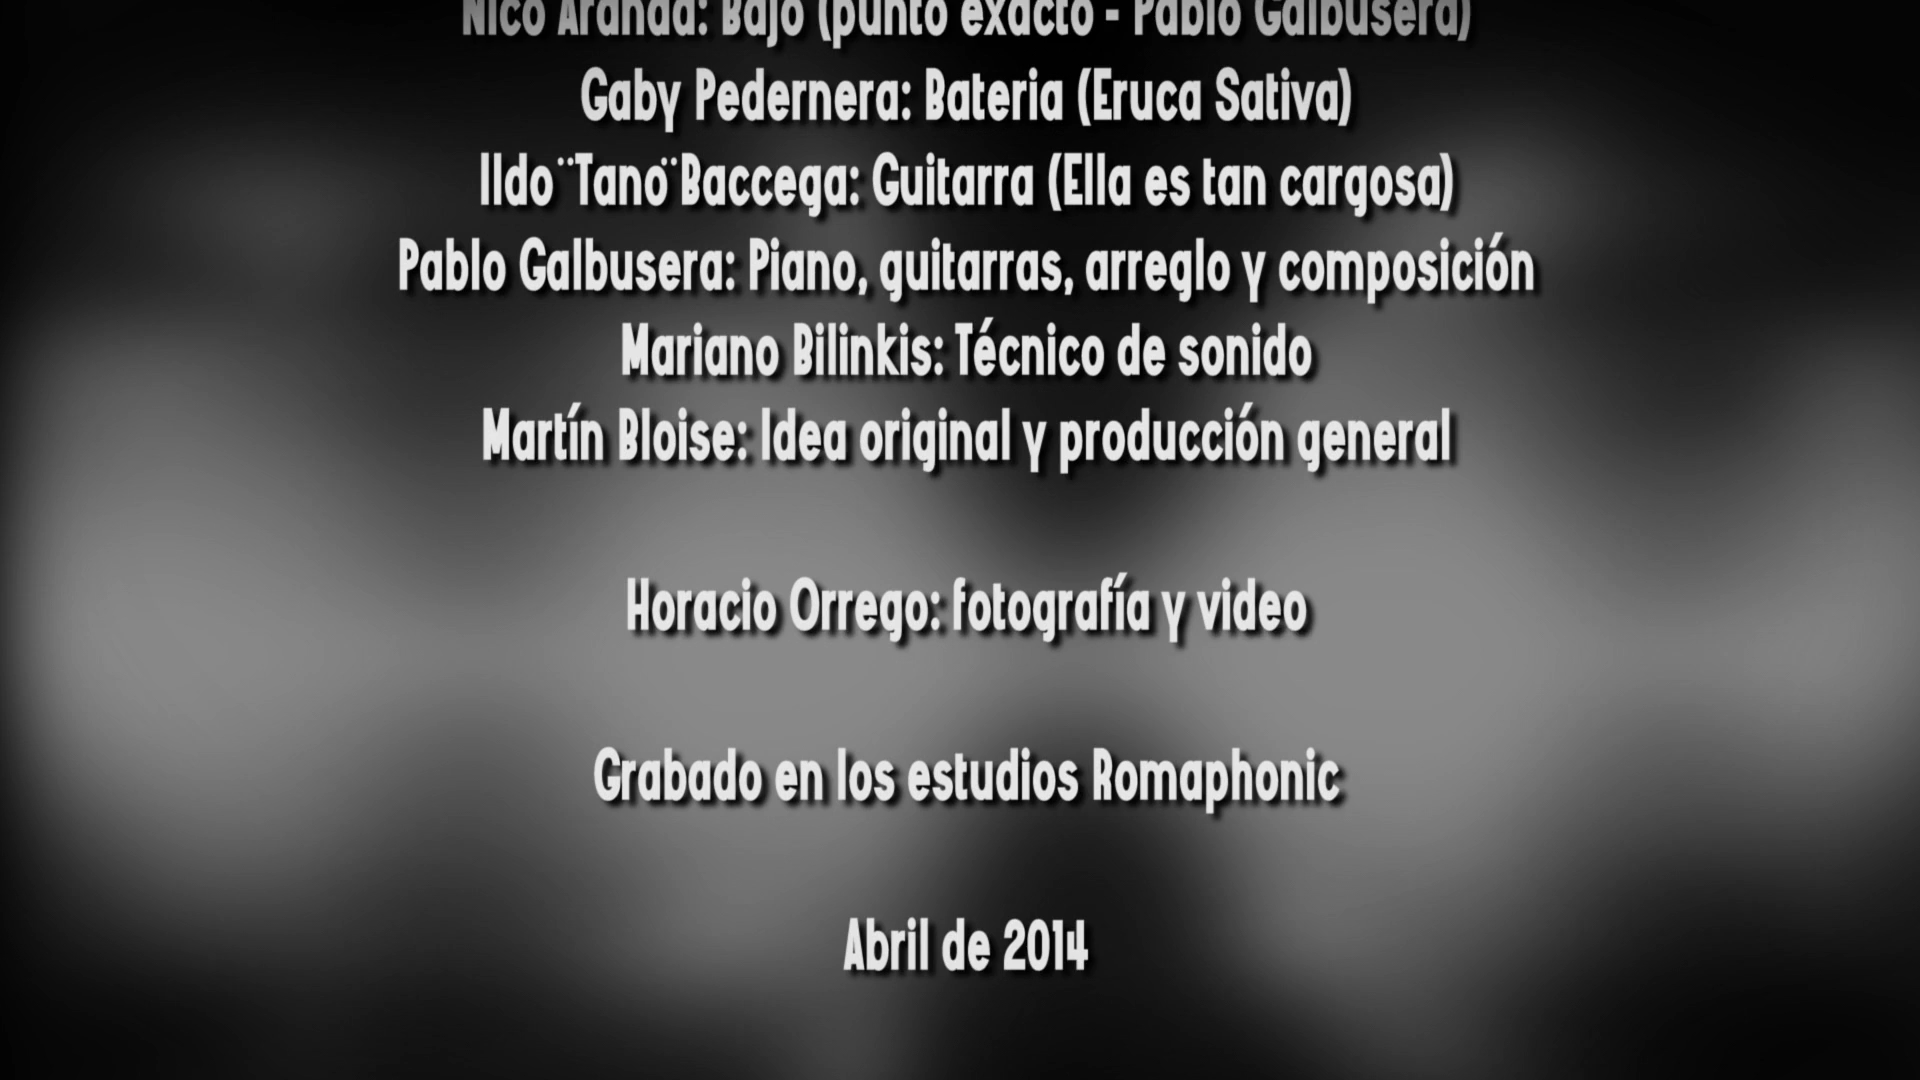 Nico Aranda: Bajo (punto exacto - Pablo Galbusera)
Gaby Pedernera: Bateria (Eruca Sativa)
Ildo ¨Tano¨ Baccega: Guitarra (Ella es tan cargosa)
Pablo Galbusera: Piano, guitarras, arreglo y composición
Mariano Bilinkis: Técnico de sonido
Martín Bloise: Idea original y producción general
Horacio Orrego: fotografía y video
Grabado en los estudios Romaphonic
Abril de 2014